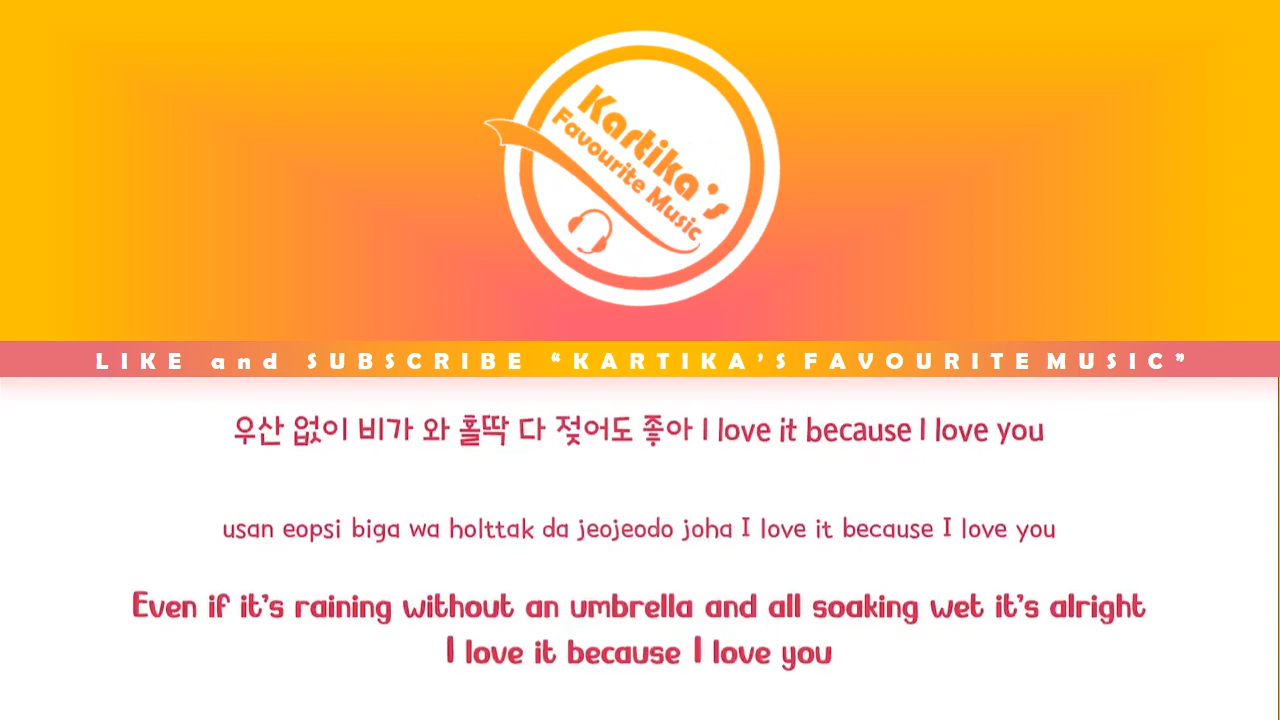 Kartika's
Favourite Music
LIKE and SUBSCRIBE “KARTIKA’S FAVOURITE MUSIC”
우산 없이 비가 와 홀딱 다 젖어도 좋아 I love it because I love you
usan eopsi biga wa holttak da jeojeodo joha I love it because I love you
Even if it’s raining without an umbrella and all soaking wet it’s alright
I love it because I love you